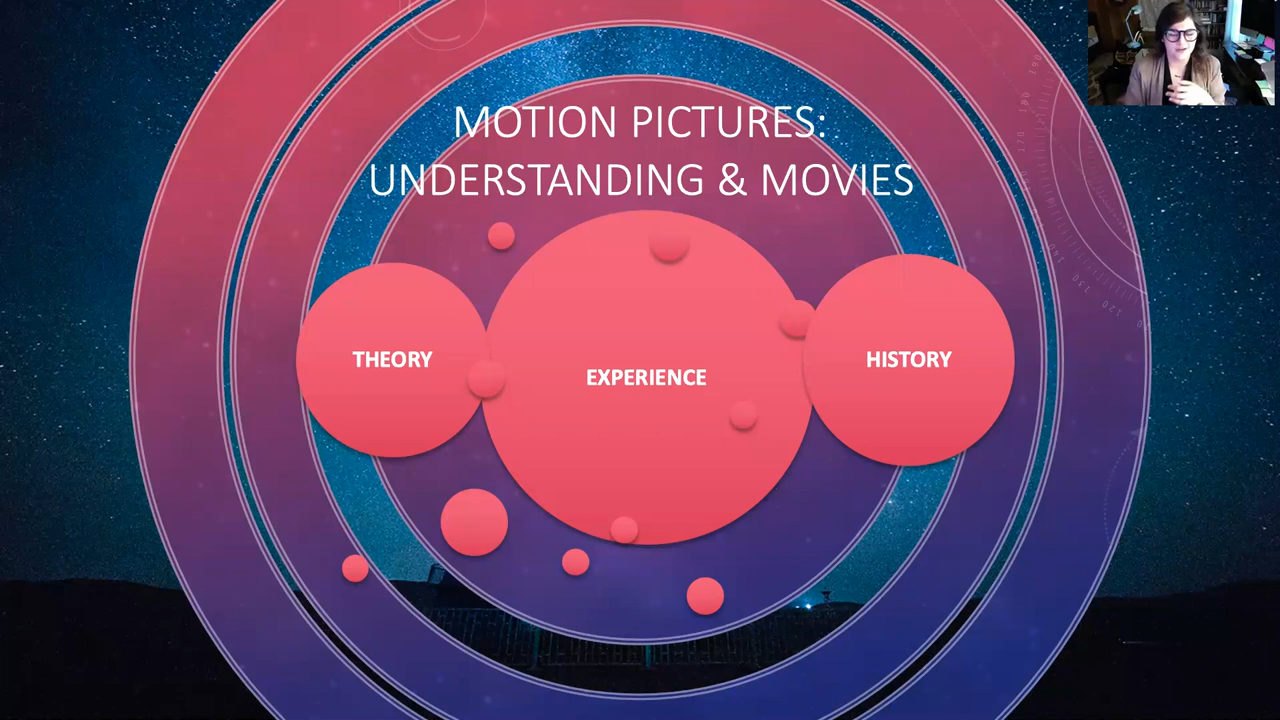 MOTION PICTURES:
UNDERSTANDING & MOVIES
THEORY
EXPERIENCE
HISTORY